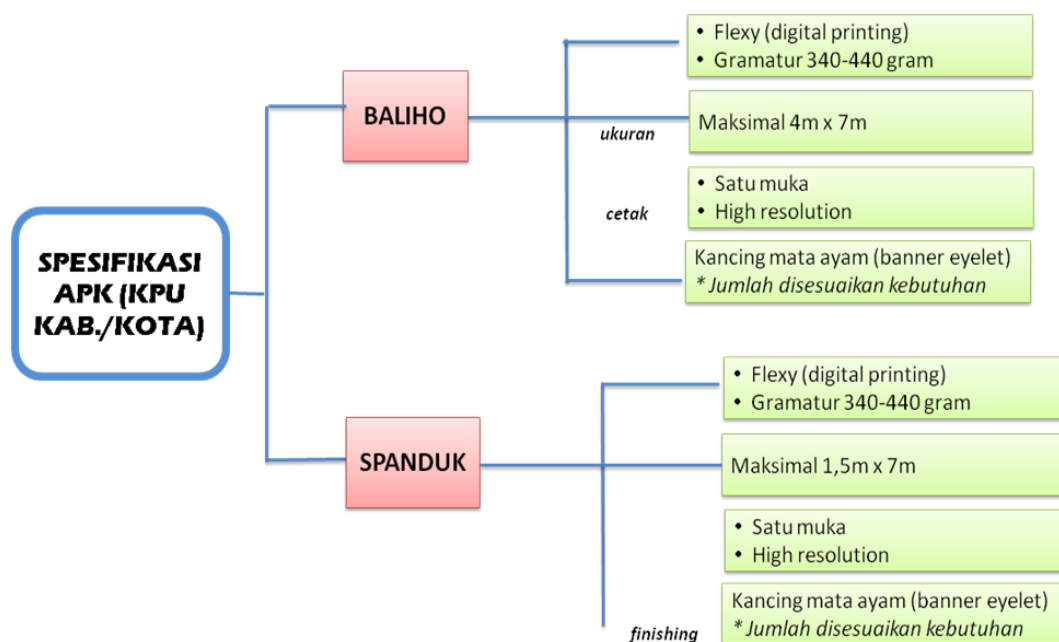 SPESIFIKASI
APK (KPU
KAB./KOTA)
BALIHO
• Flexy (digital printing)
• Gramatur 340-440 gram
ukuran
Maksimal 4m x 7m
cetak
• Satu muka
• High resolution
Kancing mata ayam (banner eyelet)
* Jumlah disesuaikan kebutuhan
SPANDUK
• Flexy (digital printing)
• Gramatur 340-440 gram
Maksimal 1,5m x 7m
• Satu muka
• High resolution
finishing
Kancing mata ayam (banner eyelet)
* Jumlah disesuaikan kebutuhan